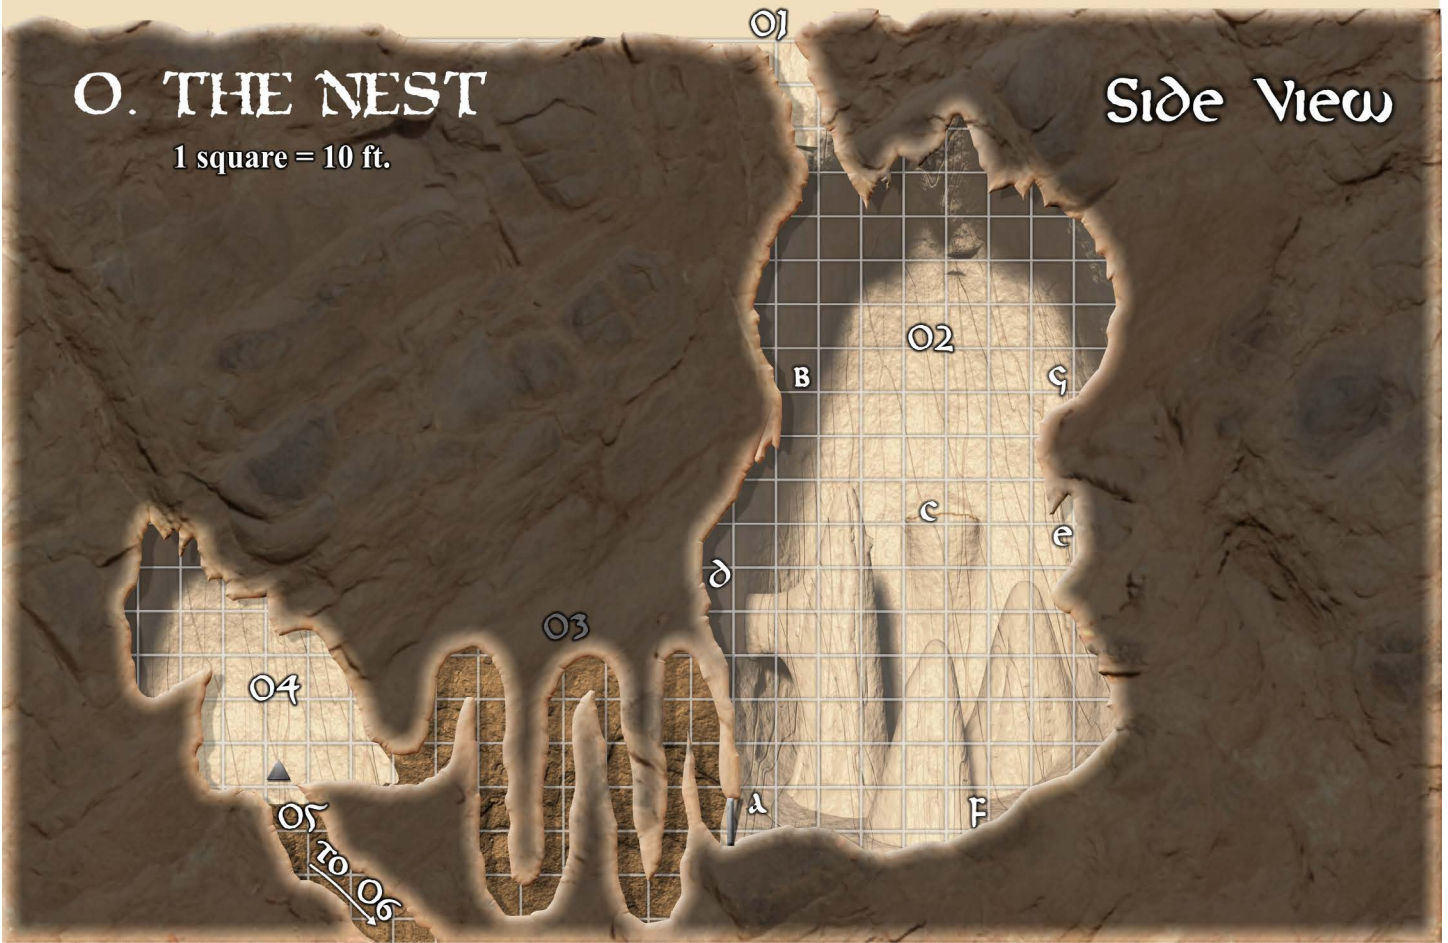 O1
O. THE NEST
Side View
1 square = 10 ft.
O2
B
G
C
e
d
O3
O4
A
F
O5
To O6